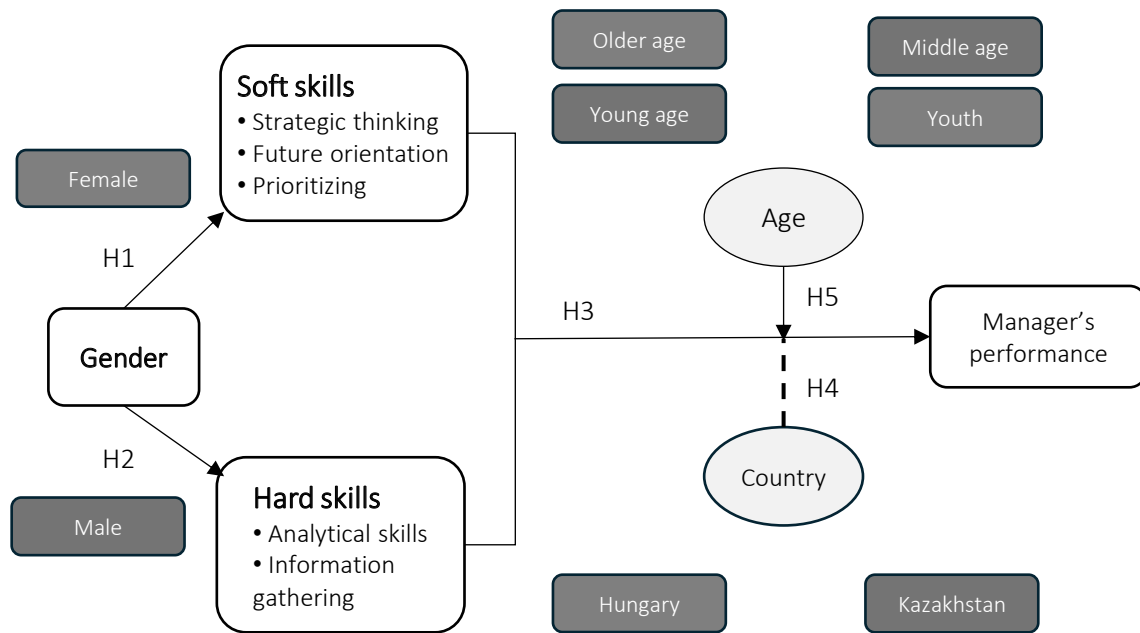 Older age
Middle age
Soft skills
• Strategic thinking
• Future orientation
• Prioritizing
Young age
Youth
Female
Age
H1
H5
H3
Gender
Manager’s
performance
H4
H2
Country
Hard skills
• Analytical skills
• Information
gathering
Male
Hungary
Kazakhstan